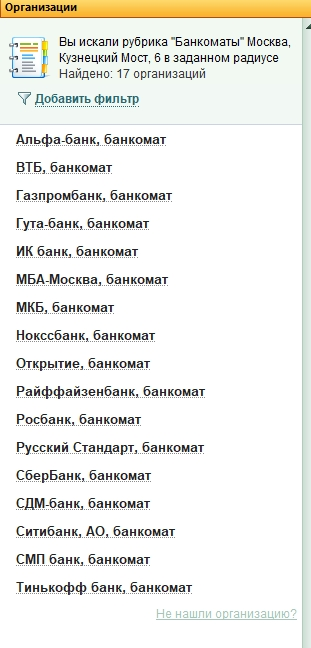 Организации
Вы искали рубрика "Банкоматы" Москва,
Кузнецкий Мост, 6 в заданном радиусе
Найдено: 17 организаций
Добавить фильтр
Альфа-банк, банкомат
ВТБ, банкомат
Газпромбанк, банкомат
Гута-банк, банкомат
ИК банк, банкомат
МБА-Москва, банкомат
МКБ, банкомат
Нокссбанк, банкомат
Открытие, банкомат
Райффайзенбанк, банкомат
Росбанк, банкомат
Русский Стандарт, банкомат
СберБанк, банкомат
СДМ-банк, банкомат
Ситибанк, АО, банкомат
СМП банк, банкомат
Тинькофф банк, банкомат
Не нашли организацию?